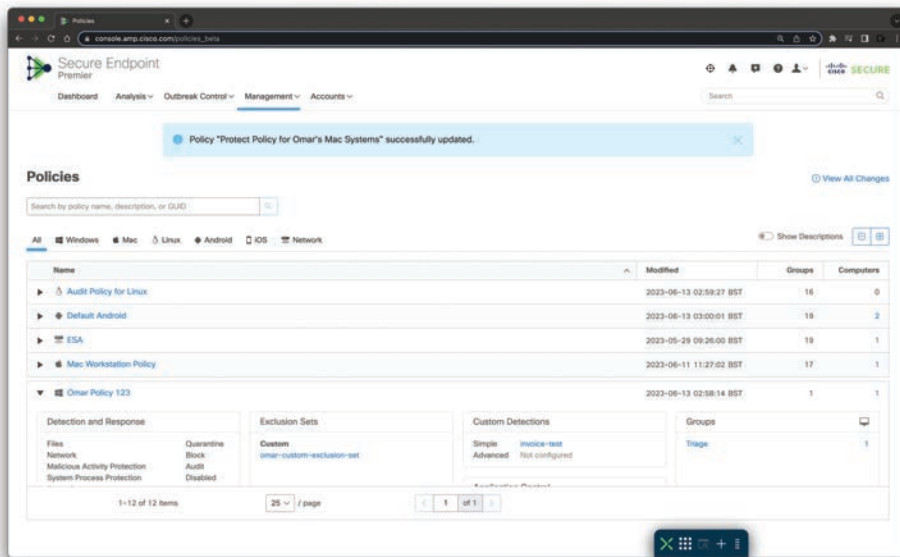 Policies
console.amp.cisco.com/policies_beta
Secure Endpoint
Premier
CISCO SECURE
Dashboard Analysis Outbreak Control Management Accounts
Search
Policy "Protect Policy for Omar's Mac Systems" successfully updated.
Policies
View All Changes
Search by policy name, description, or GUID
All Windows Mac Linux Android iOS Network
Show Descriptions
Name Modified Groups Computers
Audit Policy for Linux 2023-06-13 02:59:27 BST 16 0
Default Android 2023-06-13 03:00:01 BST 19 2
ESA 2023-05-29 09:26:00 BST 19 1
Mac Workstation Policy 2023-06-11 11:27:02 BST 17 1
Omar Policy 123 2023-06-13 02:58:14 BST 1 1
Detection and Response Exclusion Sets Custom Detections Groups
Files Quarantine Custom Simple invoice-test Triage 1
Network Block omar-custom-exclusion-set Advanced Not configured
Malicious Activity Protection Audit
System Process Protection Disabled
1-12 of 12 items 25 / page 1 of 1